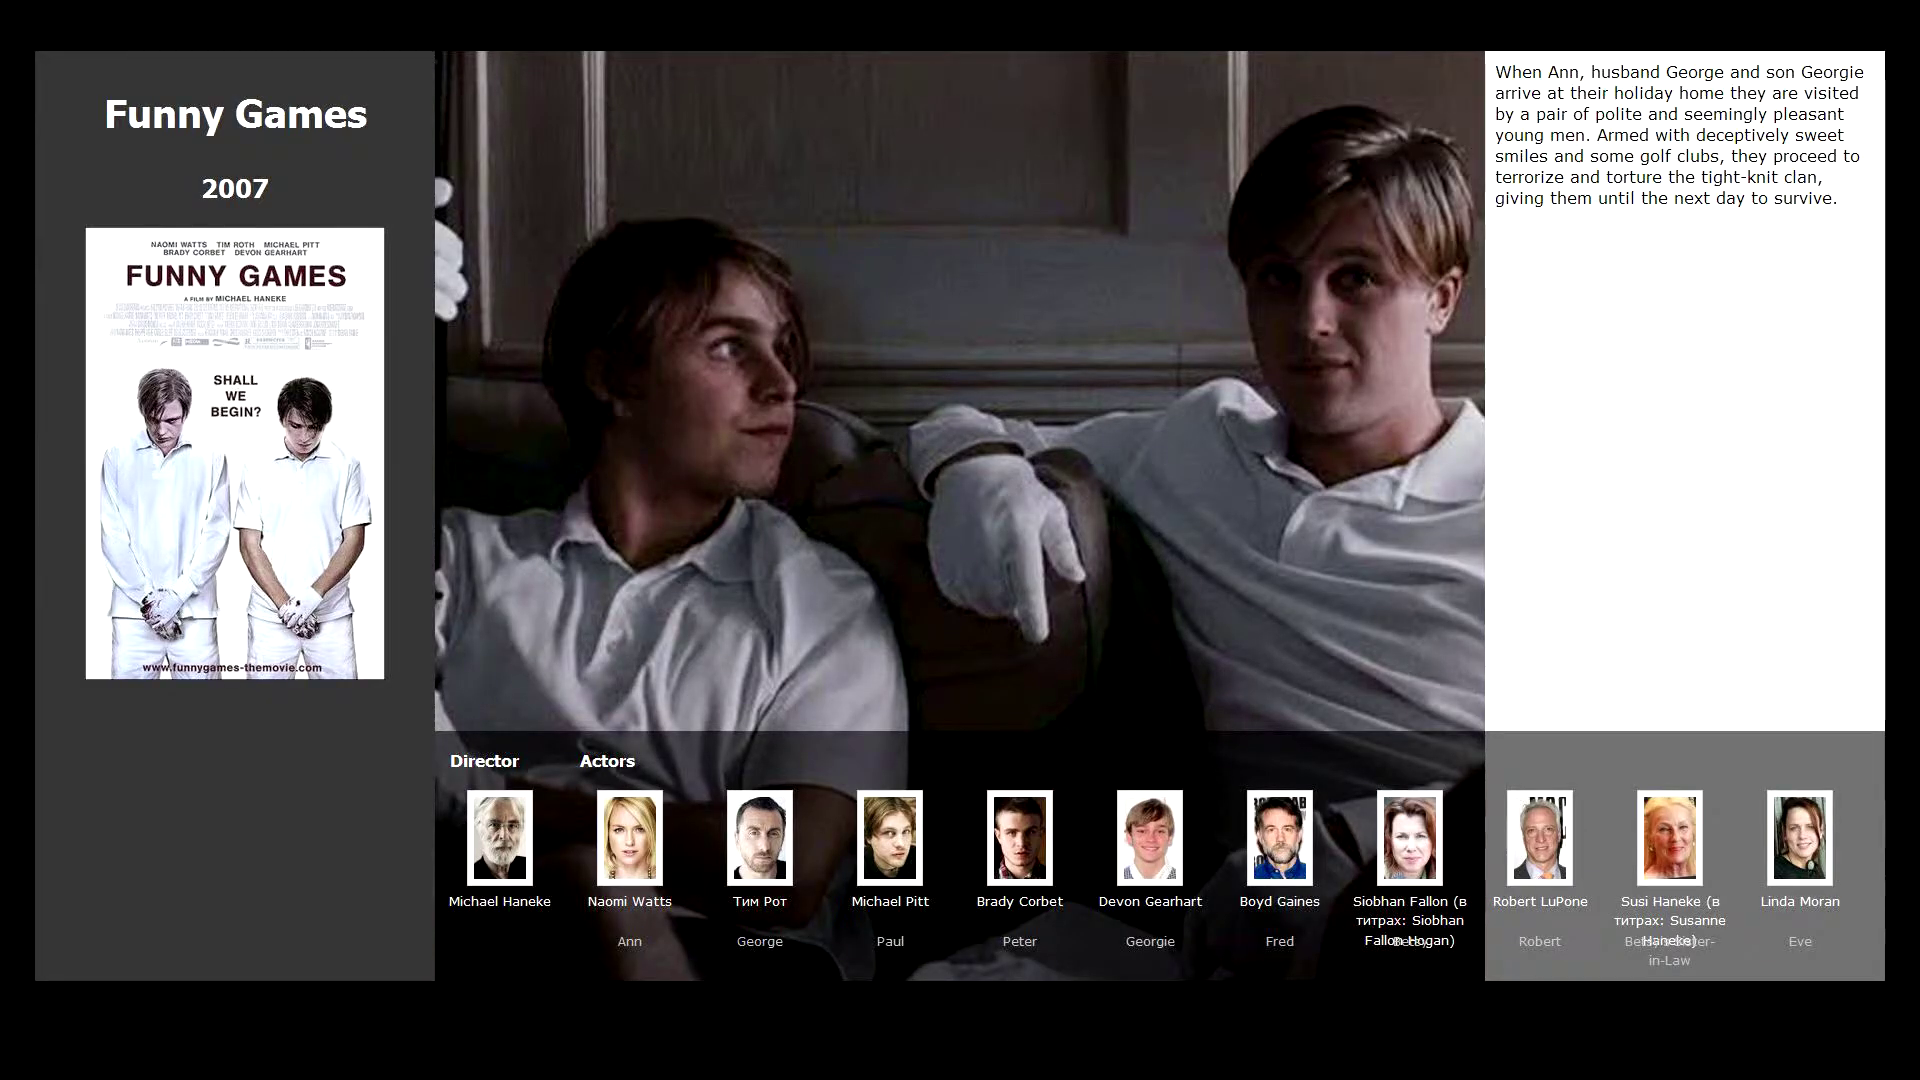 Funny Games
2007
NAOMI WATTS TIM ROTH MICHAEL PITT
BRADY CORBET DEVON GEARHART
FUNNY GAMES
A FILM BY MICHAEL HANEKE
SHALL
WE
BEGIN?
www.funnygames-themovie.com
When Ann, husband George and son Georgie
arrive at their holiday home they are visited
by a pair of polite and seemingly pleasant
young men. Armed with deceptively sweet
smiles and some golf clubs, they proceed to
terrorize and torture the tight-knit clan,
giving them until the next day to survive.
Director
Actors
Michael Haneke
Naomi Watts
Ann
Тим Рот
George
Michael Pitt
Paul
Brady Corbet
Peter
Devon Gearhart
Georgie
Boyd Gaines
Fred
Siobhan Fallon (в
титрах: Siobhan
Fallon Hogan)
Robert LuPone
Robert
Susi Haneke (в
титрах: Susanne
Haneke)
in-Law
Linda Moran
Eve